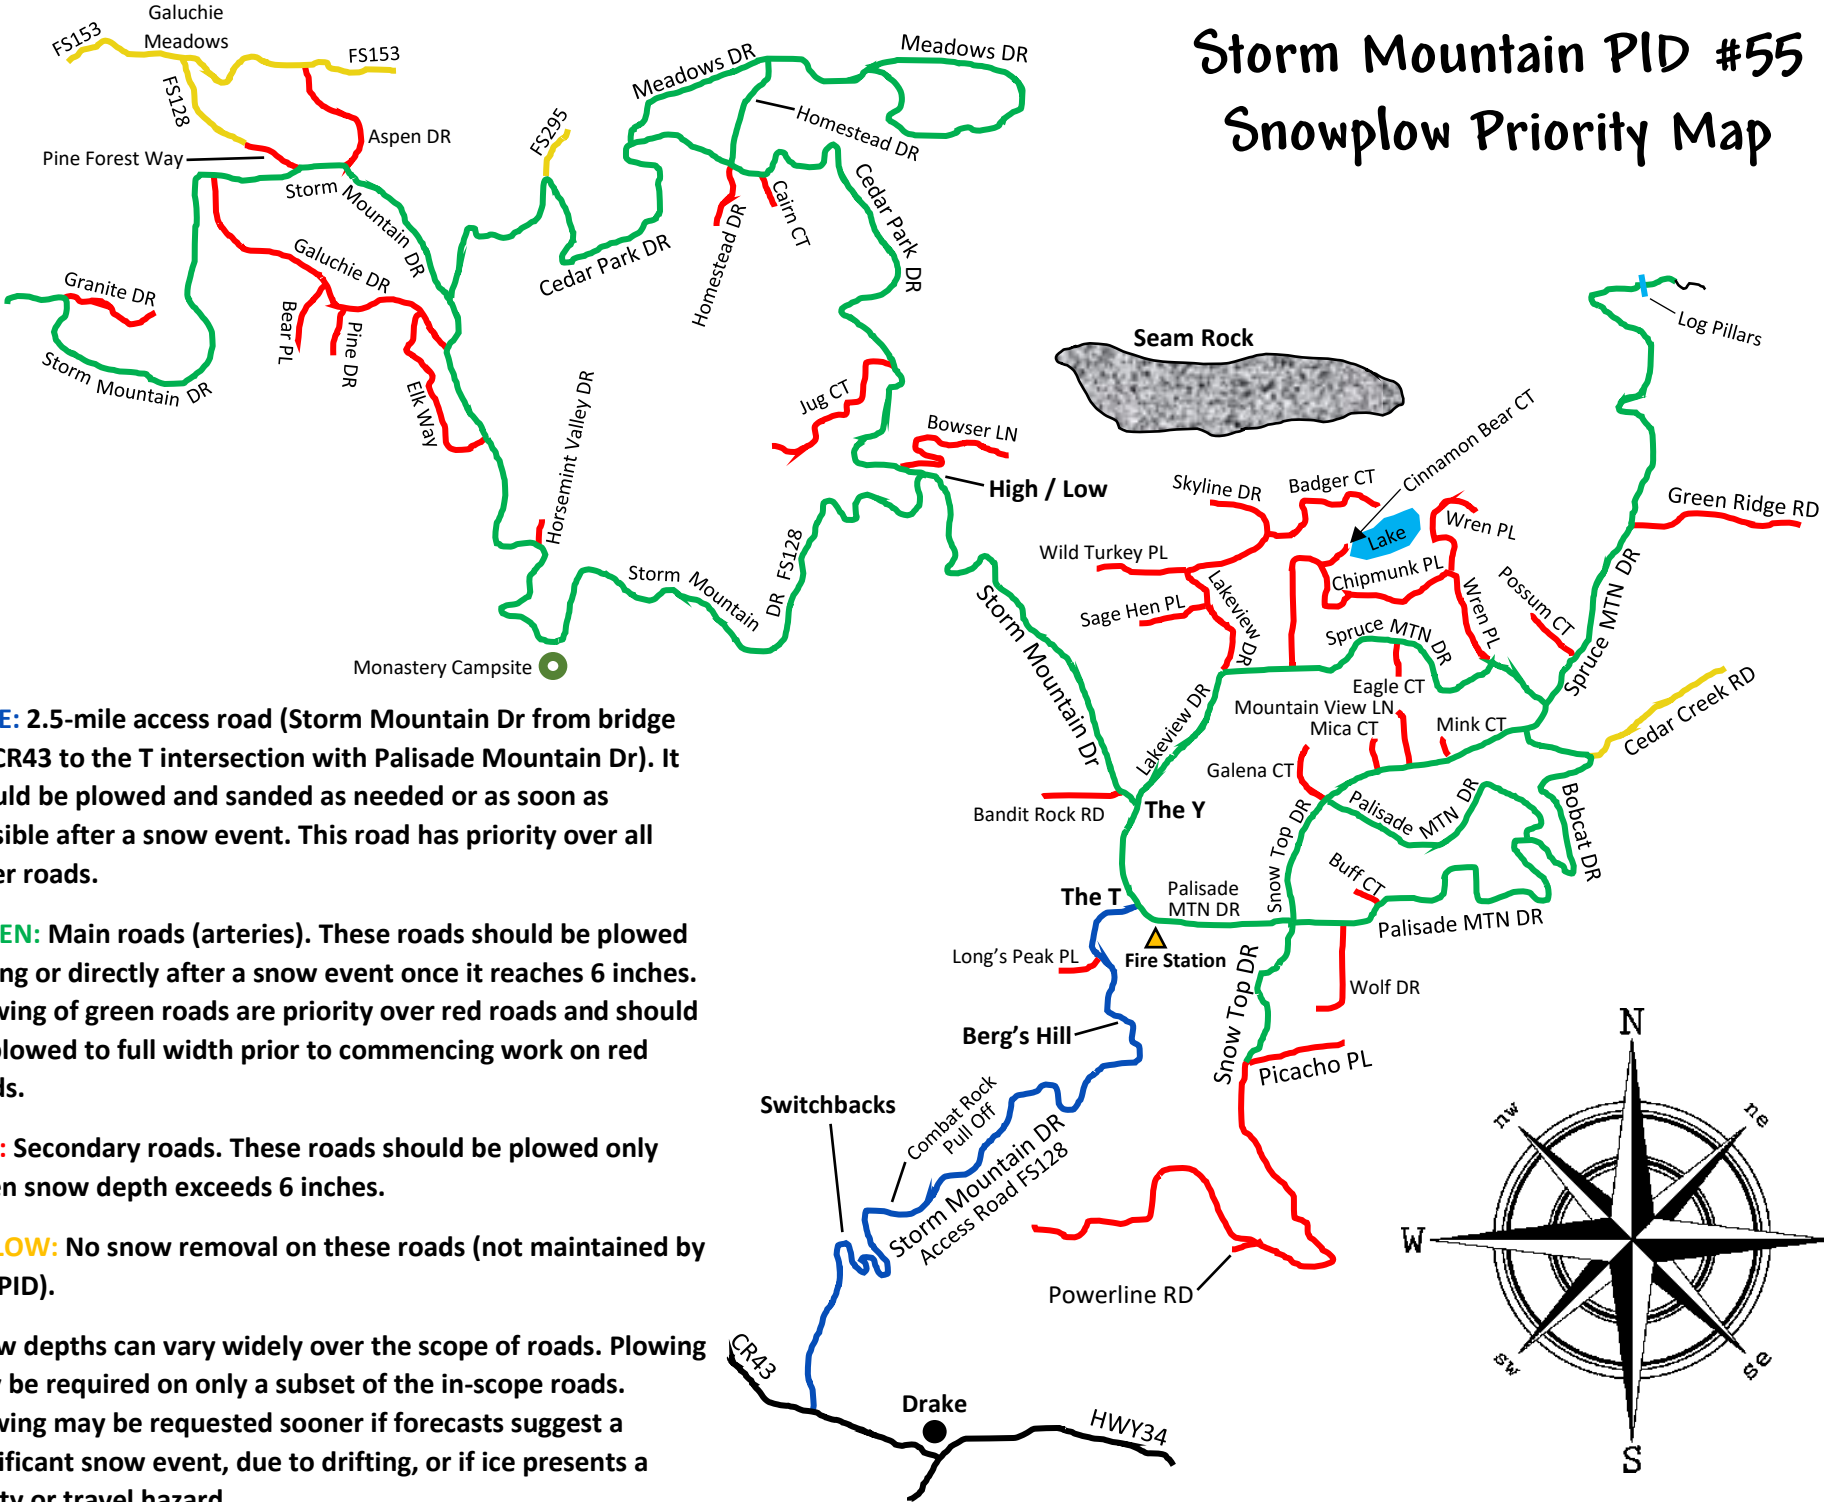 Storm Mountain PID #55
Snowplow Priority Map
Galuchie
Meadows
FS153
FS153
FS128
Aspen DR
Pine Forest Way
Storm Mountain DR
Galuchie DR
Granite DR
Bear PL
Pine DR
Elk Way
Storm Mountain DR
FS295
Meadows DR
Meadows DR
Homestead DR
Cedar Park DR
Homestead DR
Cairn CT
Cedar Park DR
Jug CT
Bowser LN
High / Low
Horsemint Valley DR
Storm Mountain DR FS128
Monastery Campsite
Storm Mountain Dr
Seam Rock
Log Pillars
Cinnamon Bear CT
Skyline DR
Badger CT
Lake
Wren PL
Green Ridge RD
Wild Turkey PL
Chipmunk PL
Sage Hen PL
Lakeview DR
Wren PL
Possum CT
Spruce MTN DR
Spruce MTN DR
Eagle CT
Mountain View LN
Mica CT
Mink CT
Cedar Creek RD
Lakeview DR
Galena CT
Bandit Rock RD
The Y
Palisade MTN DR
Bobcat DR
Snow Top DR
Buff CT
The T
Palisade
MTN DR
Palisade MTN DR
Long's Peak PL
Fire Station
Wolf DR
Snow Top DR
Berg's Hill
Picacho PL
Switchbacks
Combat Rock
Pull Off
Storm Mountain DR
Access Road FS128
Powerline RD
CR43
Drake
HWY34
N
ne
nw
W
sw
se
S
E: 2.5-mile access road (Storm Mountain Dr from bridge
CR43 to the T intersection with Palisade Mountain Dr). It
uld be plowed and sanded as needed or as soon as
sible after a snow event. This road has priority over all
er roads.
EN: Main roads (arteries). These roads should be plowed
ng or directly after a snow event once it reaches 6 inches.
wing of green roads are priority over red roads and should
plowed to full width prior to commencing work on red
ds.
: Secondary roads. These roads should be plowed only
en snow depth exceeds 6 inches.
LOW: No snow removal on these roads (not maintained by
PID).
w depths can vary widely over the scope of roads. Plowing
y be required on only a subset of the in-scope roads.
wing may be requested sooner if forecasts suggest a
ificant snow event, due to drifting, or if ice presents a
ty or travel hazard